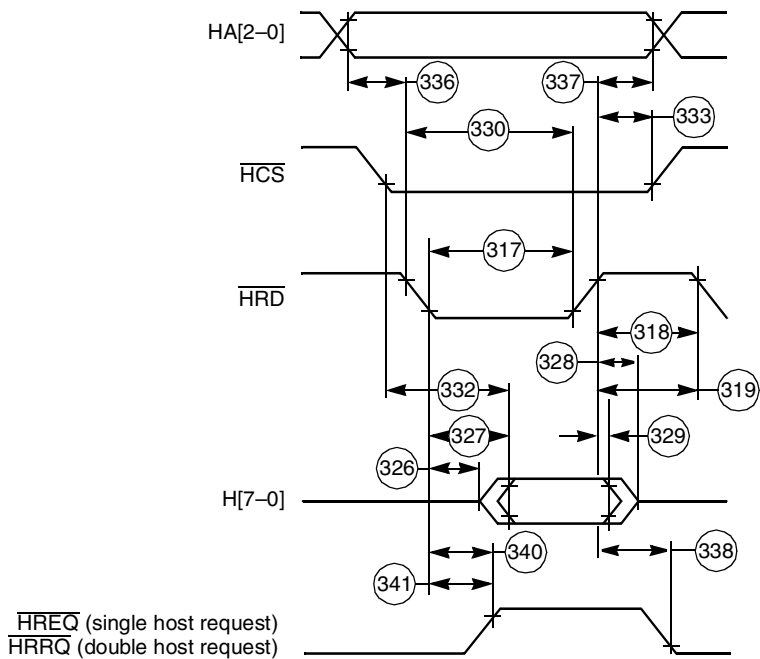 HA[2–0]
336
337
333
330
HCS
317
HRD
318
328
332
319
327
329
326
H[7–0]
340
338
341
HREQ (single host request)
HRRQ (double host request)